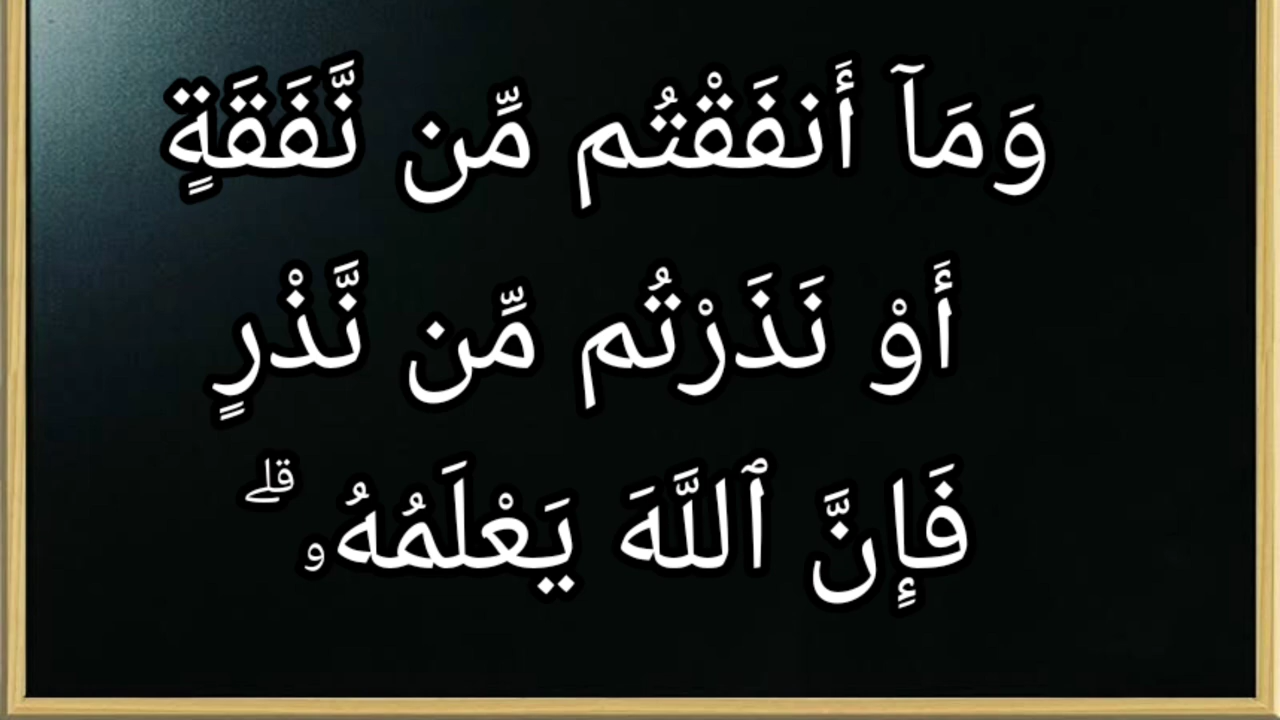 وَمَآ أَنفَقْتُم مِّن نَّفَقَةٍ
أَوْ نَذَرْتُم مِّن نَّذْرٍ
فَإِنَّ ٱللَّهَ يَعْلَمُهُۥ ۗ